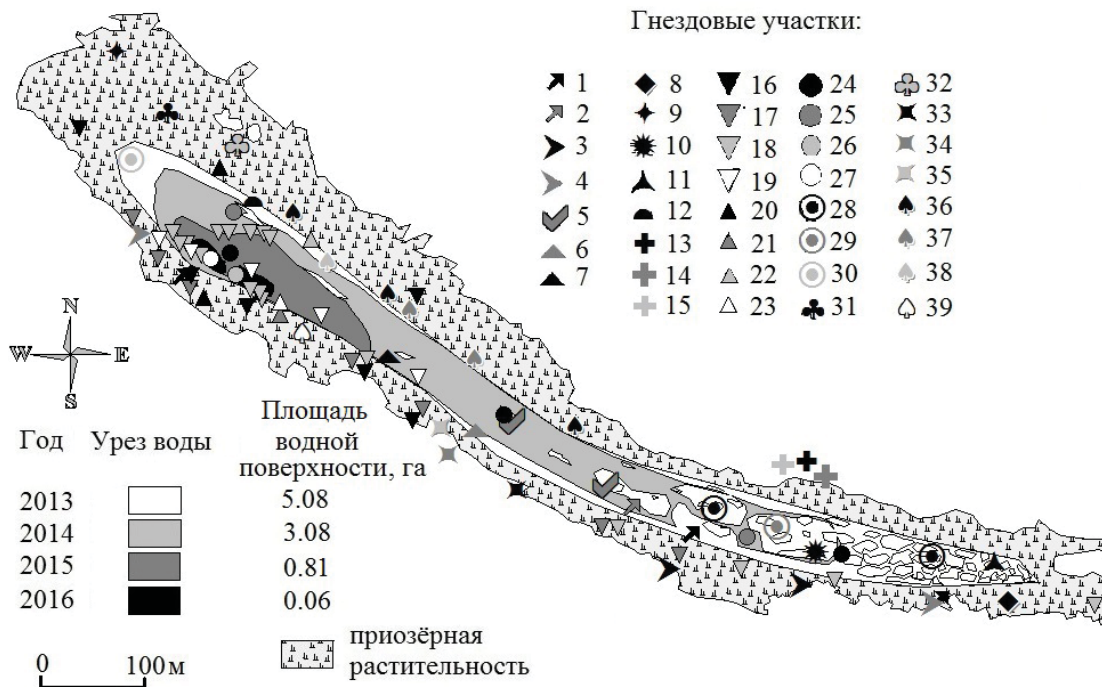 Гнездовые участки:
1 8 16 24 32
2 9 17 25 33
3 10 18 26 34
4 11 19 27 35
5 12 20 28 36
6 13 21 29 37
7 14 22 30 38
15 23 31 39
N
W E
S
Год Урез воды Площадь
водной
поверхности, га
2013 5.08
2014 3.08
2015 0.81
2016 0.06
0 100 м
приозёрная
растительность